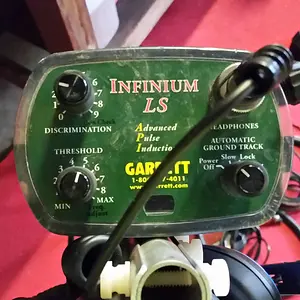 INFINIUM
LS
DISCRIMINATION
Advanced
Pulse
Induction
HEADPHONES
AUTOMATIC
GROUND TRACK
THRESHOLD
Power Slow Lock
Off
GARRETT
MIN
MAX